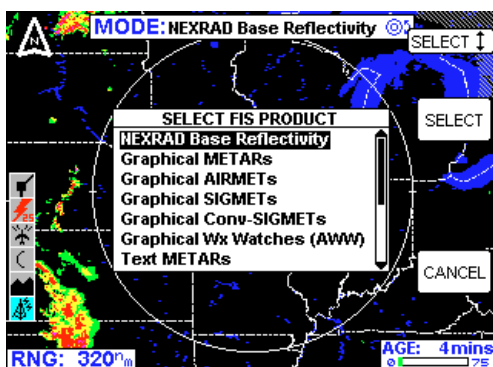 N
MODE: NEXRAD Base Reflectivity
SELECT ↕
SELECT FIS PRODUCT
NEXRAD Base Reflectivity
Graphical METARs
Graphical AIRMETs
Graphical SIGMETs
Graphical Conv-SIGMETs
Graphical Wx Watches (AWW)
Text METARs
SELECT
25
CANCEL
RNG: 320nm
AGE: 4mins
0 75